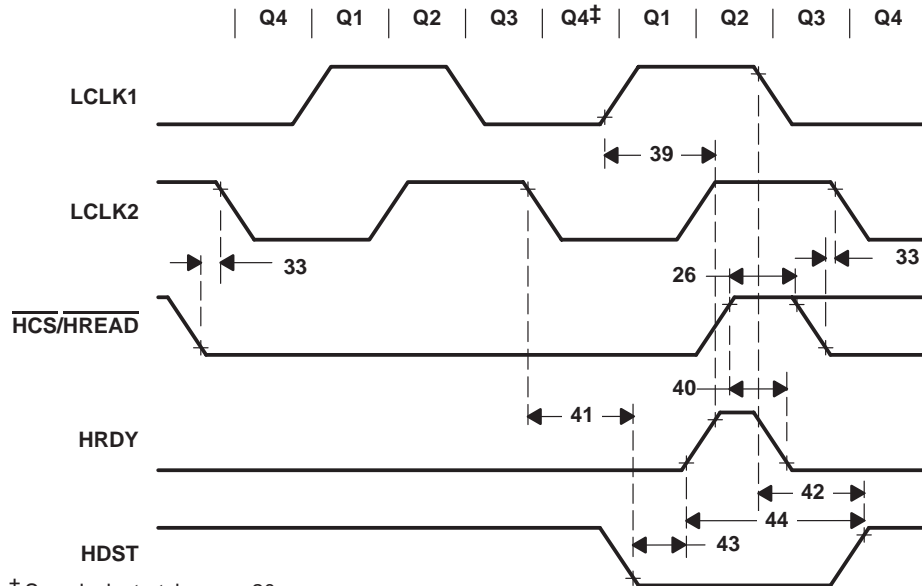 Q4 Q1 Q2 Q3 Q4‡ Q1 Q2 Q3 Q4
LCLK1
39
LCLK2
33
33
26
HCS/HREAD
40
41
HRDY
42
44
43
HDST